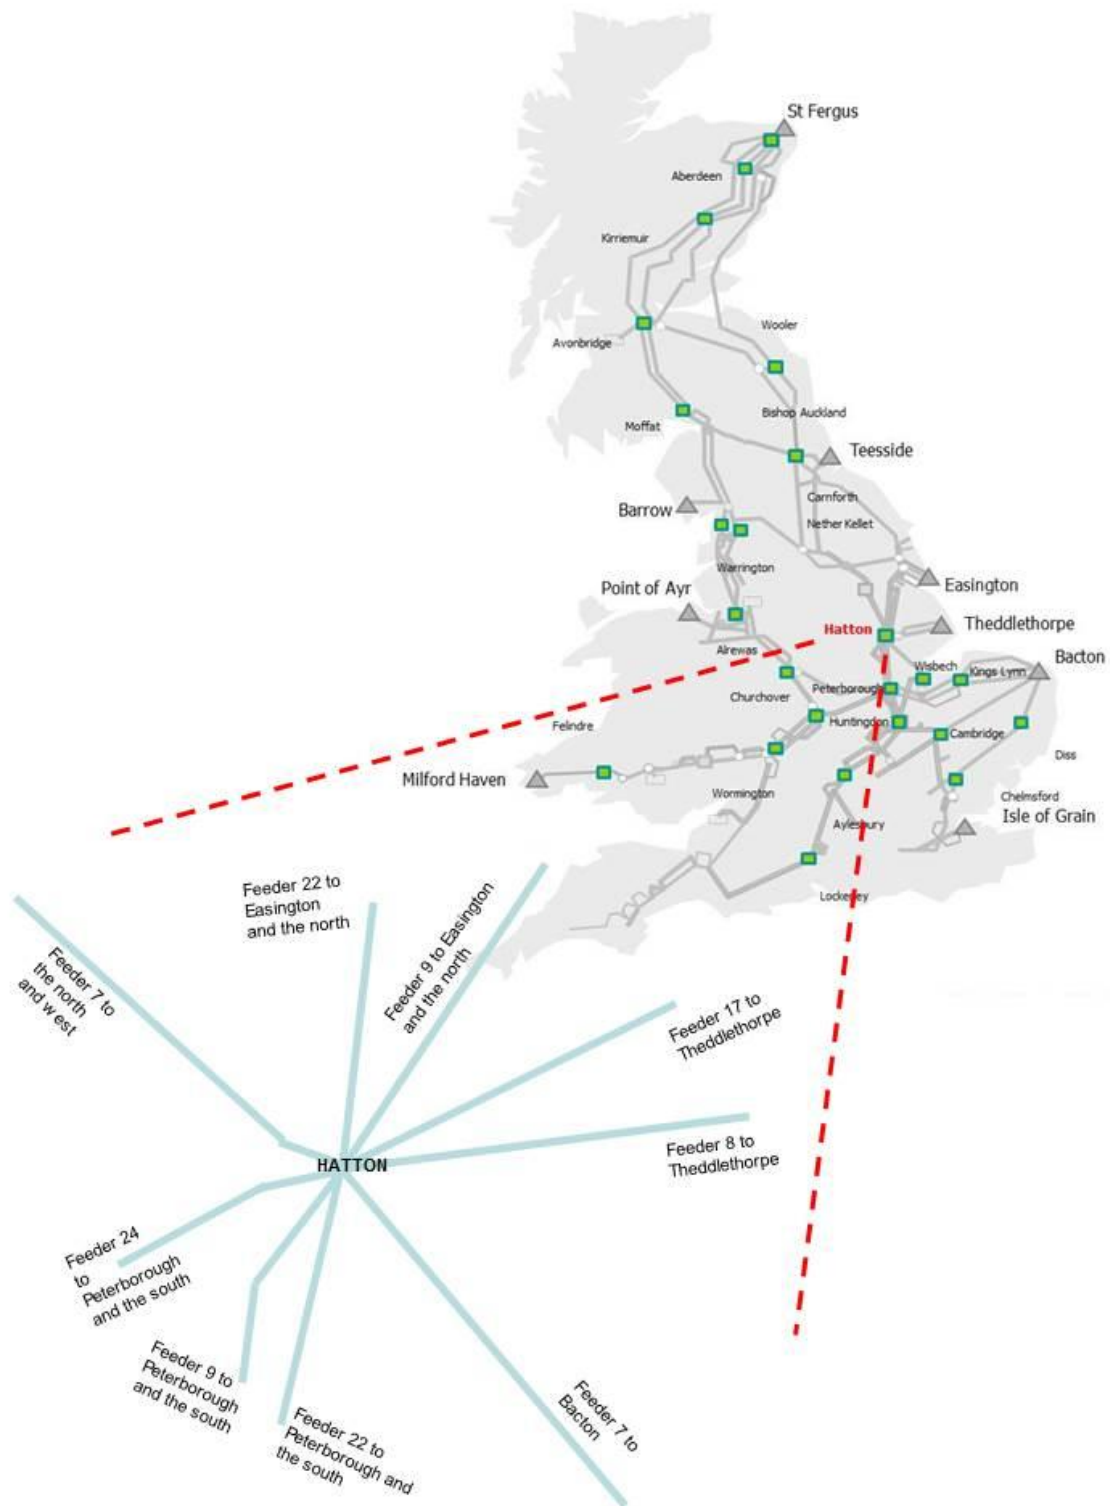 St Fergus
Aberdeen
Kirriemuir
Wooler
Avonbridge
Bishop Auckland
Moffat
Teesside
Carnforth
Barrow
Nether Kellet
Warrington
Easington
Point of Ayr
Theddlethorpe
Hatton
Alrewas
Bacton
Wisbech
Kings Lynn
Peterborough
Churchover
Huntingdon
Felindre
Cambridge
Diss
Milford Haven
Wormington
Chelmsford
Isle of Grain
Aylesbury
Lockerley
Feeder 22 to
Easington
and the north
Feeder 9 to Easington
and the north
Feeder 7 to
the north
and west
Feeder 17 to
Theddlethorpe
Feeder 8 to
Theddlethorpe
HATTON
Feeder 24
to
Peterborough
and the south
Feeder 9 to
Peterborough
and the south
Feeder 22 to
Peterborough and
the south
Feeder 7 to
Bacton